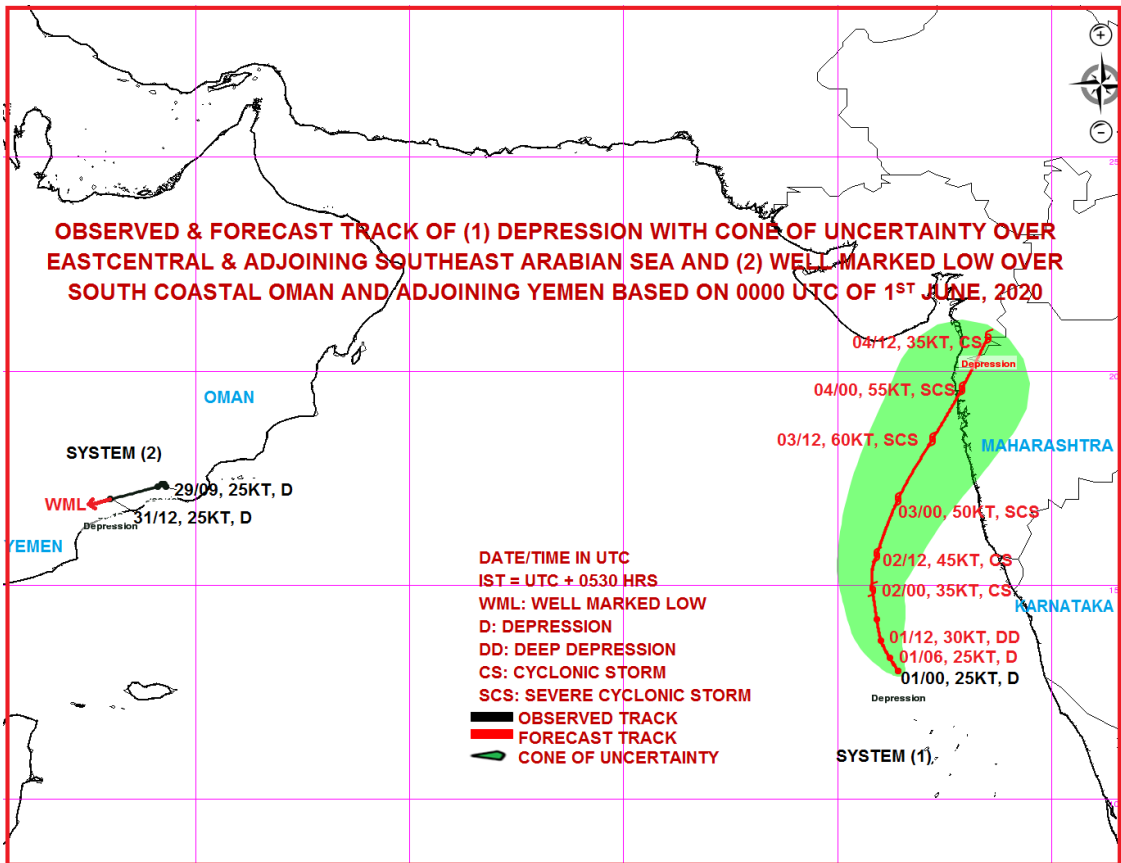 25
OBSERVED & FORECAST TRACK OF (1) DEPRESSION WITH CONE OF UNCERTAINTY OVER
EASTCENTRAL & ADJOINING SOUTHEAST ARABIAN SEA AND (2) WELL MARKED LOW OVER
SOUTH COASTAL OMAN AND ADJOINING YEMEN BASED ON 0000 UTC OF 1ST JUNE, 2020
04/12, 35KT, CS
Depression
20
04/00, 55KT, SCS
OMAN
03/12, 60KT, SCS
MAHARASHTRA
SYSTEM (2)
29/09, 25KT, D
WML
31/12, 25KT, D
Depression
03/00, 50KT, SCS
YEMEN
DATE/TIME IN UTC
IST = UTC + 0530 HRS
WML: WELL MARKED LOW
D: DEPRESSION
DD: DEEP DEPRESSION
CS: CYCLONIC STORM
SCS: SEVERE CYCLONIC STORM
OBSERVED TRACK
FORECAST TRACK
CONE OF UNCERTAINTY
02/12, 45KT, CS
02/00, 35KT, CS
15
KARNATAKA
01/12, 30KT, DD
01/06, 25KT, D
01/00, 25KT, D
Depression
SYSTEM (1)
10